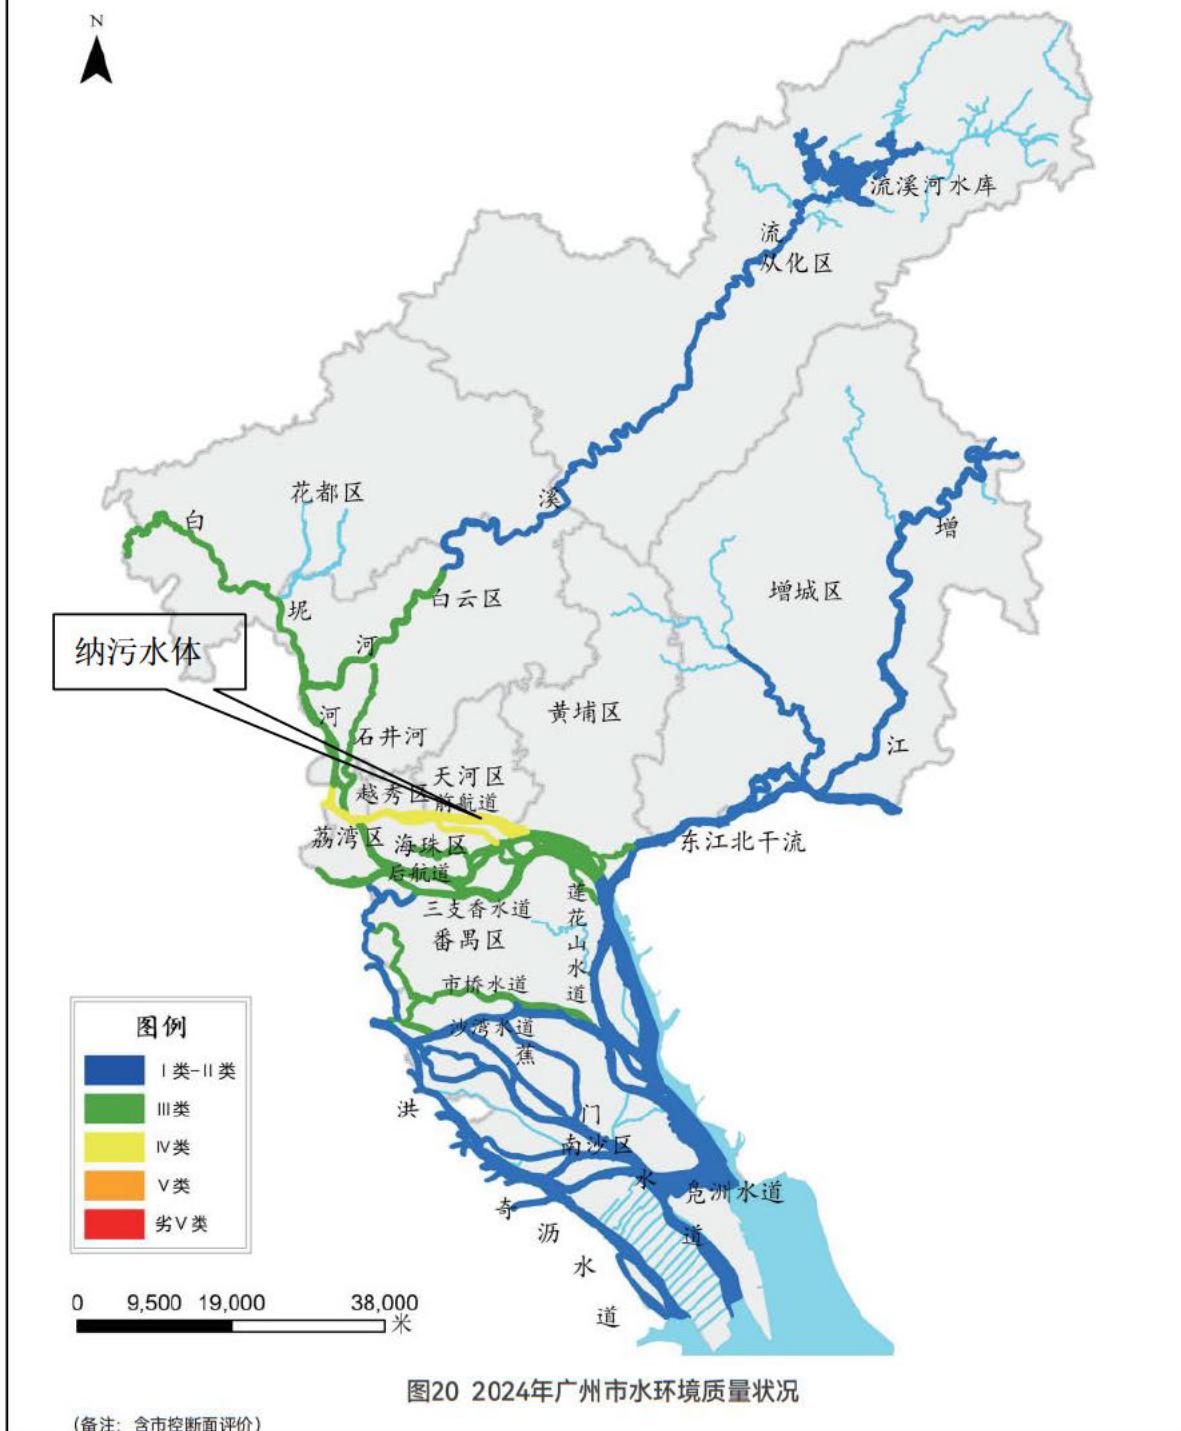 N
流溪河水库
流
从化区
溪
花都区
白
增
坭
白云区
增城区
纳污水体
河
河
石井河
黄埔区
江
天河区
越秀区
前航道
荔湾区
海珠区
东江北干流
后航道
莲花山水道
三支香水道
番禺区
市桥水道
沙湾水道
蕉
图例
Ⅰ类-Ⅱ类
Ⅲ类
Ⅳ类
Ⅴ类
劣Ⅴ类
洪
门
南沙区
水
凫洲水道
奇
沥
道
水
道
0 9,500 19,000 38,000
米
图20 2024年广州市水环境质量状况
(备注:含市控断面评价)